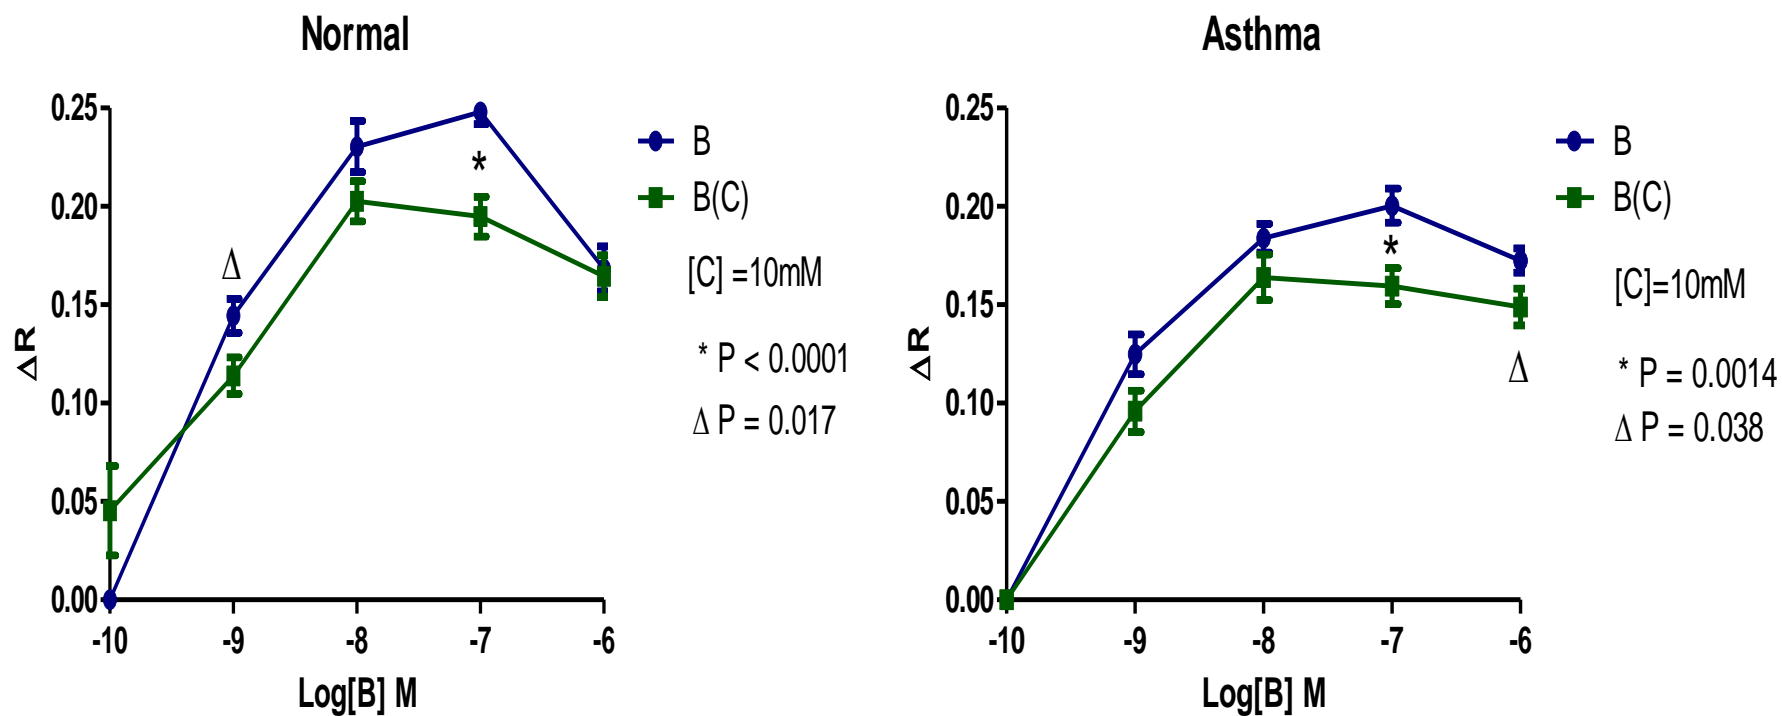 Normal
0.25
0.20
0.15
0.10
0.05
0.00
ΔR
-10 -9 -8 -7 -6
Log[B] M
Δ
*
B
B(C)
[C] =10mM
* P < 0.0001
Δ P = 0.017
Asthma
0.25
0.20
0.15
0.10
0.05
0.00
ΔR
-10 -9 -8 -7 -6
Log[B] M
*
Δ
B
B(C)
[C]=10mM
* P = 0.0014
Δ P = 0.038